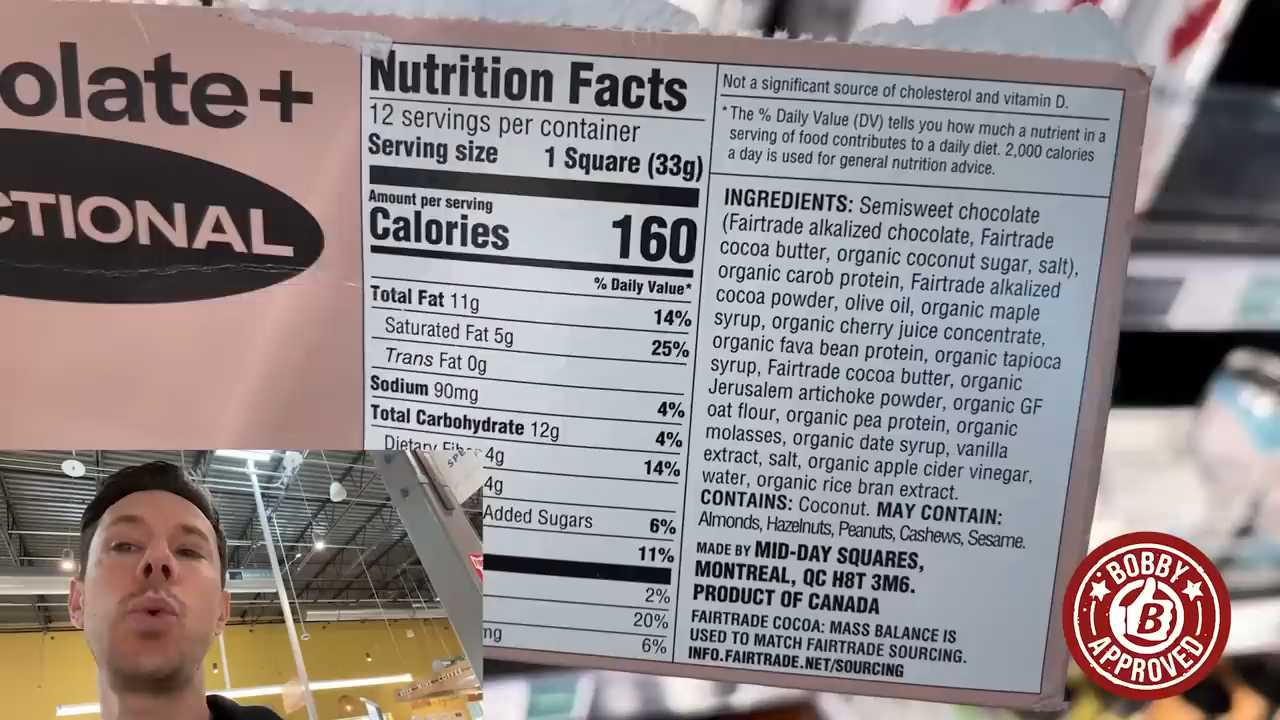 olate+
CTIONAL
Nutrition Facts
12 servings per container
Serving size 1 Square (33g)
Amount per serving
Calories 160
% Daily Value*
Total Fat 11g 14%
Saturated Fat 5g 25%
Trans Fat 0g
Sodium 90mg 4%
Total Carbohydrate 12g 4%
Dietary Fib 4g 14%
4g
Added Sugars 6%
11%
2%
20%
mg 6%
Not a significant source of cholesterol and vitamin D.
* The % Daily Value (DV) tells you how much a nutrient in a
serving of food contributes to a daily diet. 2,000 calories
a day is used for general nutrition advice.
INGREDIENTS: Semisweet chocolate
(Fairtrade alkalized chocolate, Fairtrade
cocoa butter, organic coconut sugar, salt),
organic carob protein, Fairtrade alkalized
cocoa powder, olive oil, organic maple
syrup, organic cherry juice concentrate,
organic fava bean protein, organic tapioca
syrup, Fairtrade cocoa butter, organic
Jerusalem artichoke powder, organic GF
oat flour, organic pea protein, organic
molasses, organic date syrup, vanilla
extract, salt, organic apple cider vinegar,
water, organic rice bran extract.
CONTAINS: Coconut. MAY CONTAIN:
Almonds, Hazelnuts, Peanuts, Cashews, Sesame.
MADE BY MID-DAY SQUARES,
MONTREAL, QC H8T 3M6.
PRODUCT OF CANADA
FAIRTRADE COCOA: MASS BALANCE IS
USED TO MATCH FAIRTRADE SOURCING.
INFO.FAIRTRADE.NET/SOURCING
BOBBY
B
APPROVED